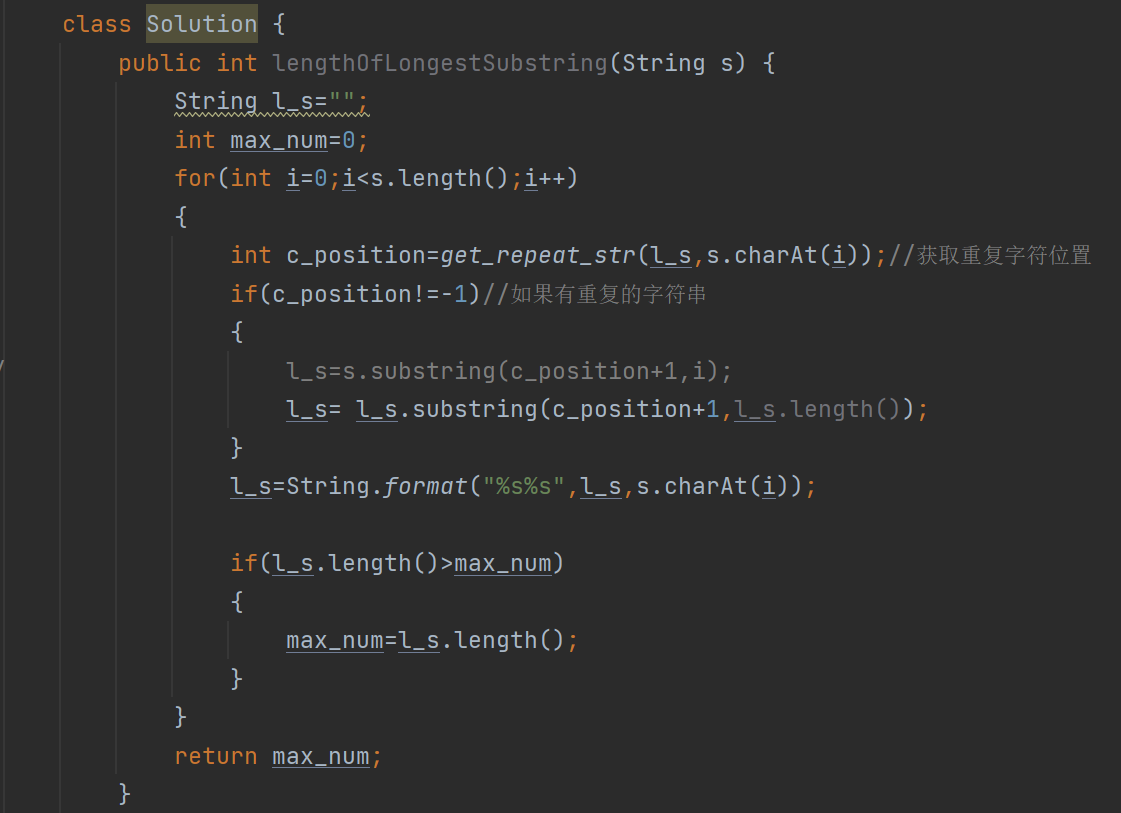 class Solution {
    public int lengthOfLongestSubstring(String s) {
        String l_s="";
        int max_num=0;
        for(int i=0;i<s.length();i++)
        {
            int c_position=get_repeat_str(l_s,s.charAt(i));//获取重复字符位置
            if(c_position!=-1)//如果有重复的字符串
            {
                l_s=s.substring(c_position+1,i);
                l_s= l_s.substring(c_position+1,l_s.length());
            }
            l_s=String.format("%s%s",l_s,s.charAt(i));
            if(l_s.length()>max_num)
            {
                max_num=l_s.length();
            }
        }
        return max_num;
    }